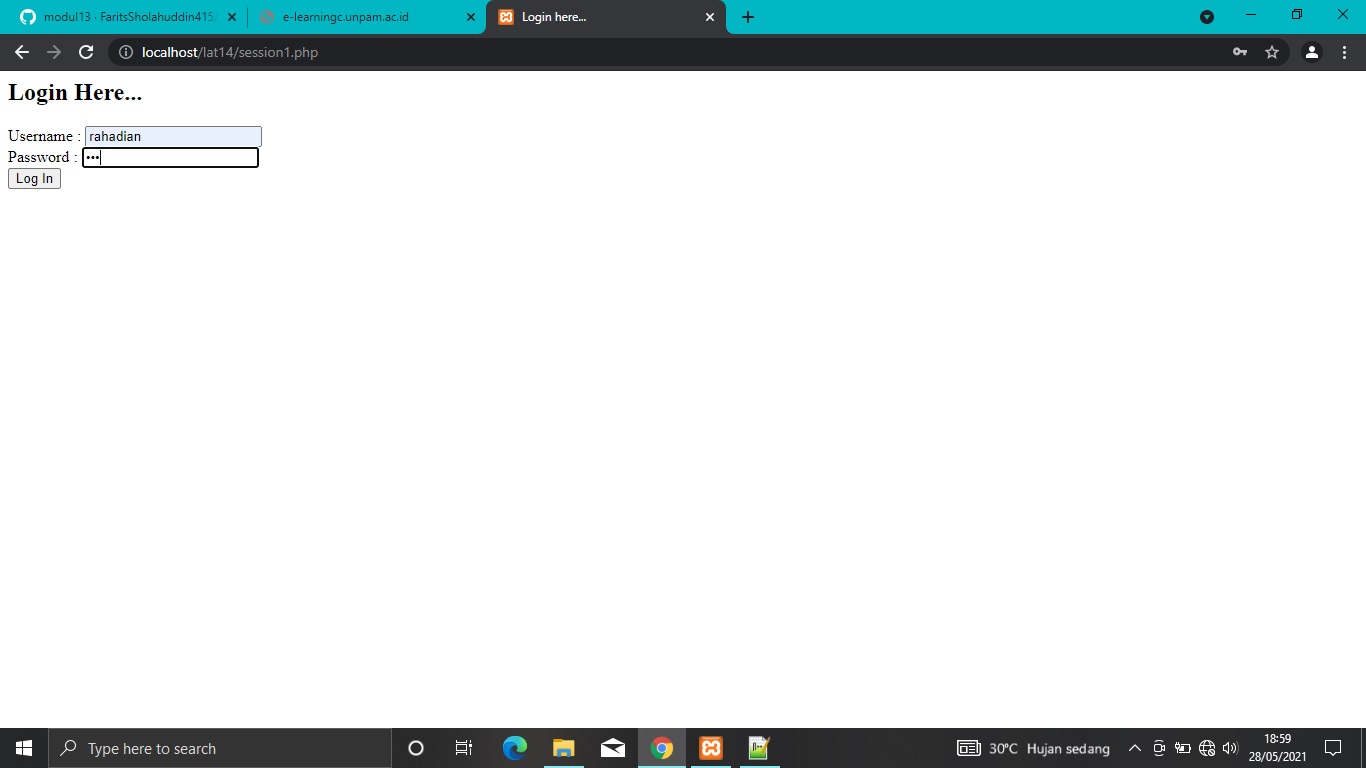 modul13 · FaritsSholahuddin415/
e-learningc.unpam.ac.id
Login here...
localhost/lat14/session1.php
Login Here...
Username : rahadian
Password : •••
Log In
Type here to search
30°C Hujan sedang
18:59
28/05/2021